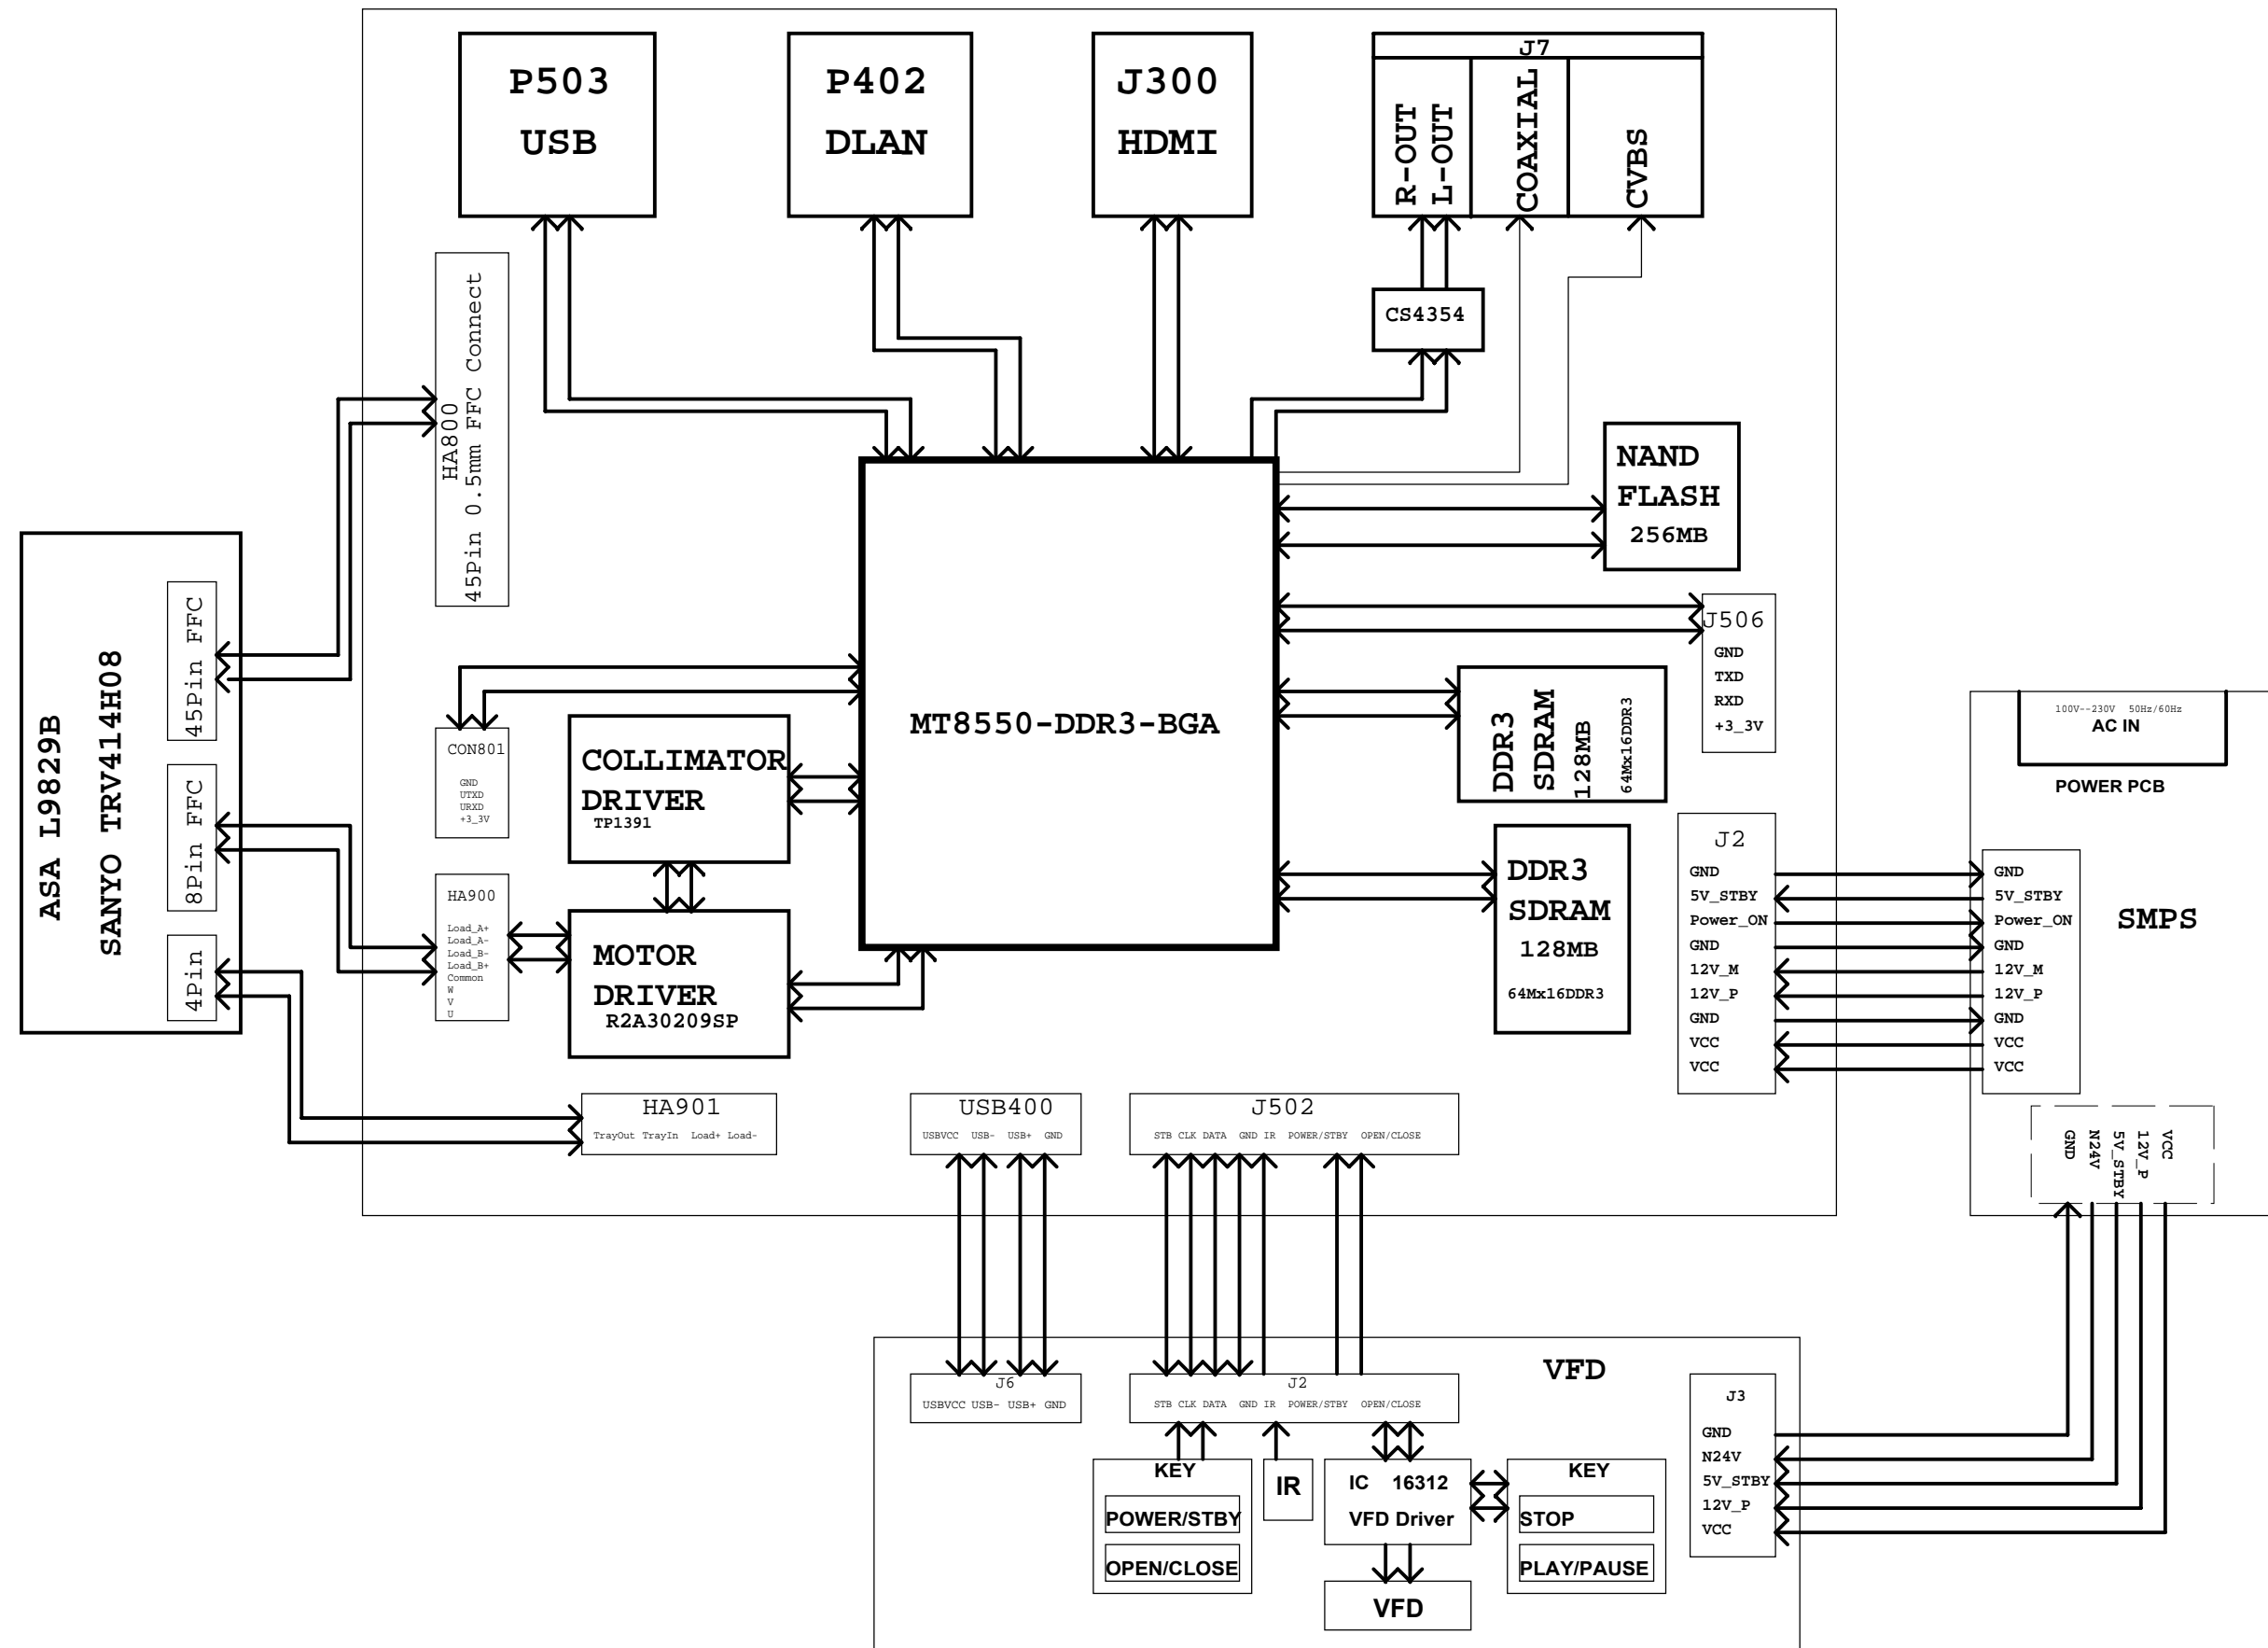 P503
USB
P402
DLAN
J300
HDMI
J7
R-OUT
L-OUT
COAXIAL
CVBS
CS4354
HA800
45Pin 0.5mm FFC Connect
NAND
FLASH
256MB
J506
GND
TXD
RXD
+3_3V
ASA L9829B
SANYO TRV414H08
45Pin FFC
8Pin FFC
4Pin
CON801
GND
UTXD
URXD
+3_3V
COLLIMATOR
DRIVER
TP1391
MT8550-DDR3-BGA
DDR3
SDRAM
128MB
64Mx16DDR3
100V--230V 50Hz/60Hz
AC IN
POWER PCB
HA900
Load_A+
Load_A-
Load_B-
Load_B+
Common
W
V
U
MOTOR
DRIVER
R2A30209SP
DDR3
SDRAM
128MB
64Mx16DDR3
J2
GND
5V_STBY
Power_ON
GND
12V_M
12V_P
GND
VCC
VCC
GND
5V_STBY
Power_ON
GND
12V_M
12V_P
GND
VCC
VCC
SMPS
HA901
TrayOut TrayIn Load+ Load-
USB400
USBVCC USB- USB+ GND
J502
STB CLK DATA GND IR POWER/STBY OPEN/CLOSE
GND
N24V
5V_STBY
12V_P
VCC
VFD
J6
USBVCC USB- USB+ GND
J2
STB CLK DATA GND IR POWER/STBY OPEN/CLOSE
J3
GND
N24V
5V_STBY
12V_P
VCC
KEY
POWER/STBY
OPEN/CLOSE
IR
IC 16312
VFD Driver
KEY
STOP
PLAY/PAUSE
VFD